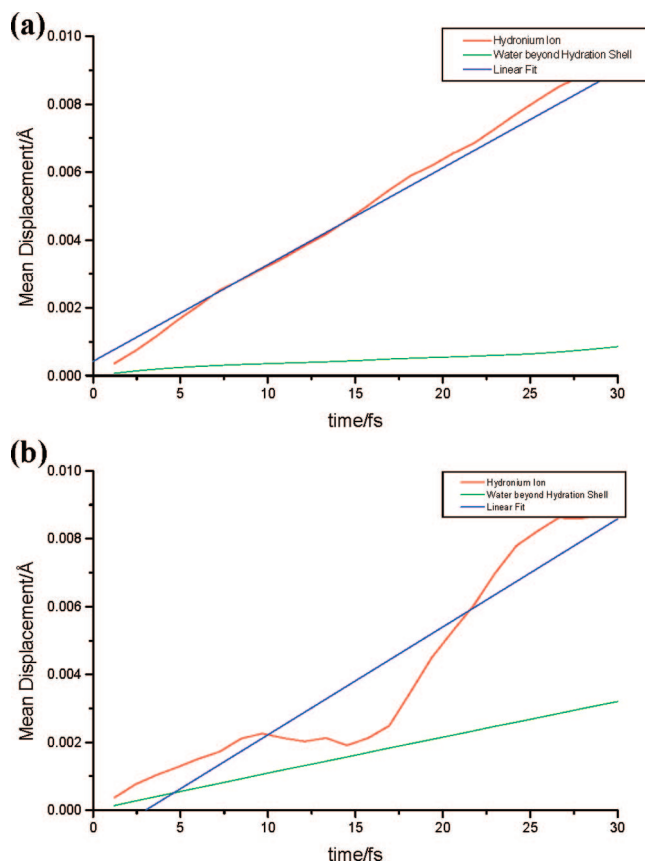 (a)
0.010
0.008
0.006
0.004
0.002
0.000
Mean Displacement/Å
Hydronium Ion
Water beyond Hydration Shell
Linear Fit
0 5 10 15 20 25 30
time/fs
(b)
0.010
0.008
0.006
0.004
0.002
0.000
Mean Displacement/Å
Hydronium Ion
Water beyond Hydration Shell
Linear Fit
0 5 10 15 20 25 30
time/fs